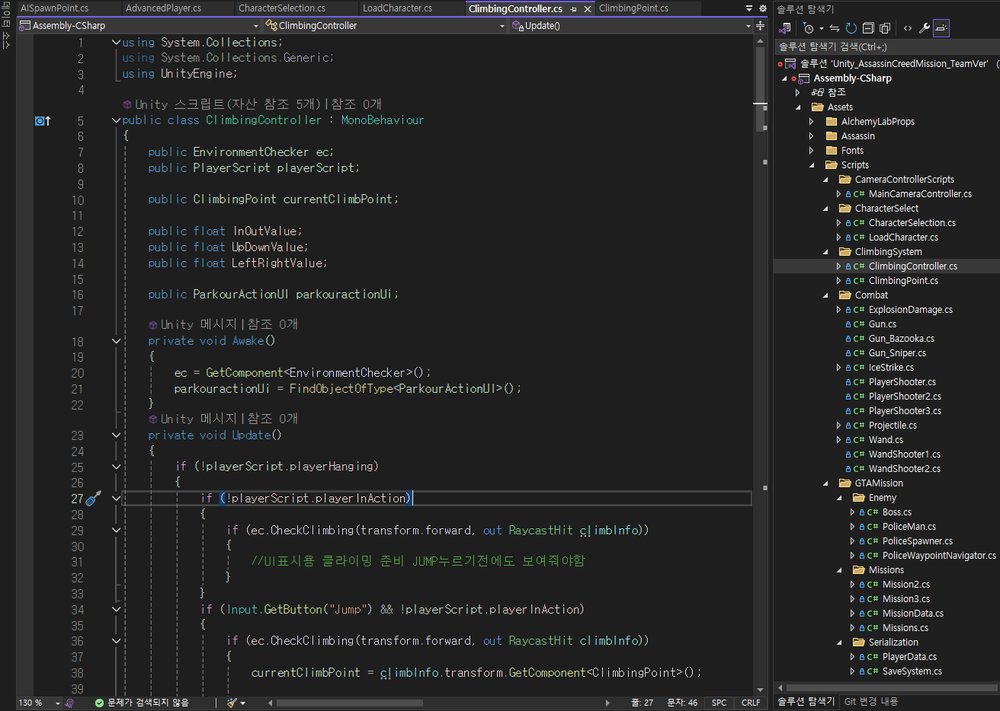 데이터 소스
AISpawnPoint.cs
AdvancedPlayer.cs
CharacterSelection.cs
LoadCharacter.cs
ClimbingController.cs
ClimbingPoint.cs
Assembly-CSharp
ClimbingController
Update()
1 using System.Collections;
2 using System.Collections.Generic;
3 using UnityEngine;
4
Unity 스크립트(자산 참조 5개)|참조 0개
5 public class ClimbingController : MonoBehaviour
6 {
7 public EnvironmentChecker ec;
8 public PlayerScript playerScript;
9
10 public ClimbingPoint currentClimbPoint;
11
12 public float InOutValue;
13 public float UpDownValue;
14 public float LeftRightValue;
15
16 public ParkourActionUI parkouractionUi;
17
Unity 메시지|참조 0개
18 private void Awake()
19 {
20 ec = GetComponent<EnvironmentChecker>();
21 parkouractionUi = FindObjectOfType<ParkourActionUI>();
22 }
Unity 메시지|참조 0개
23 private void Update()
24 {
25 if (!playerScript.playerHanging)
26 {
27 if (!playerScript.playerInAction)
28 {
29 if (ec.CheckClimbing(transform.forward, out RaycastHit climbInfo))
30 {
31 //UI표시용 클라이밍 준비 JUMP누르기전에도 보여줘야함
32 }
33 }
34 if (Input.GetButton("Jump") && !playerScript.playerInAction)
35 {
36 if (ec.CheckClimbing(transform.forward, out RaycastHit climbInfo))
37 {
38 currentClimbPoint = climbInfo.transform.GetComponent<ClimbingPoint>();
39
130 %
문제가 검색되지 않음
줄: 27
문자: 46
SPC
CRLF
솔루션 탐색기
솔루션 탐색기 검색(Ctrl+;)
솔루션 'Unity_AssassinCreedMission_TeamVer' (
Assembly-CSharp
참조
Assets
AlchemyLabProps
Assassin
Fonts
Scripts
CameraControllerScripts
C# MainCameraController.cs
CharacterSelect
C# CharacterSelection.cs
C# LoadCharacter.cs
ClimbingSystem
C# ClimbingController.cs
C# ClimbingPoint.cs
Combat
C# ExplosionDamage.cs
C# Gun.cs
C# Gun_Bazooka.cs
C# Gun_Sniper.cs
C# IceStrike.cs
C# PlayerShooter.cs
C# PlayerShooter2.cs
C# PlayerShooter3.cs
C# Projectile.cs
C# Wand.cs
C# WandShooter1.cs
C# WandShooter2.cs
GTAMission
Enemy
C# Boss.cs
C# PoliceMan.cs
C# PoliceSpawner.cs
C# PoliceWaypointNavigator.cs
Missions
C# Mission2.cs
C# Mission3.cs
C# MissionData.cs
C# Missions.cs
Serialization
C# PlayerData.cs
C# SaveSystem.cs
솔루션 탐색기
Git 변경 내용